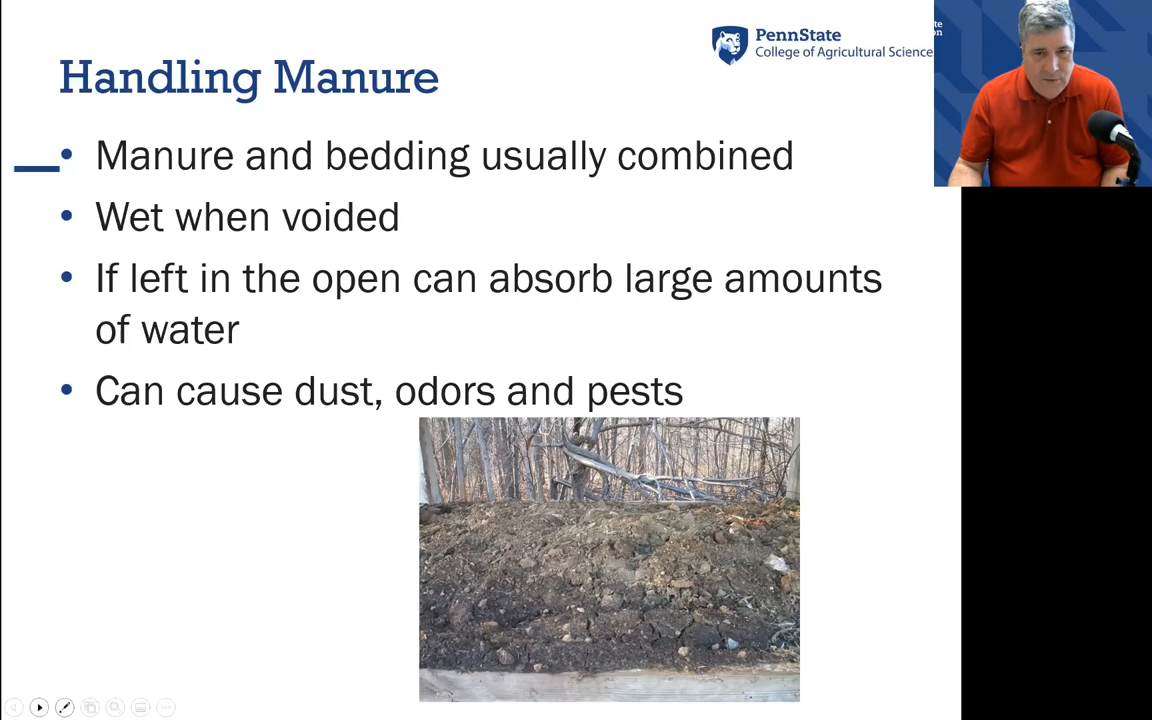 PennState
College of Agricultural Science
Handling Manure
• Manure and bedding usually combined
• Wet when voided
• If left in the open can absorb large amounts
of water
• Can cause dust, odors and pests